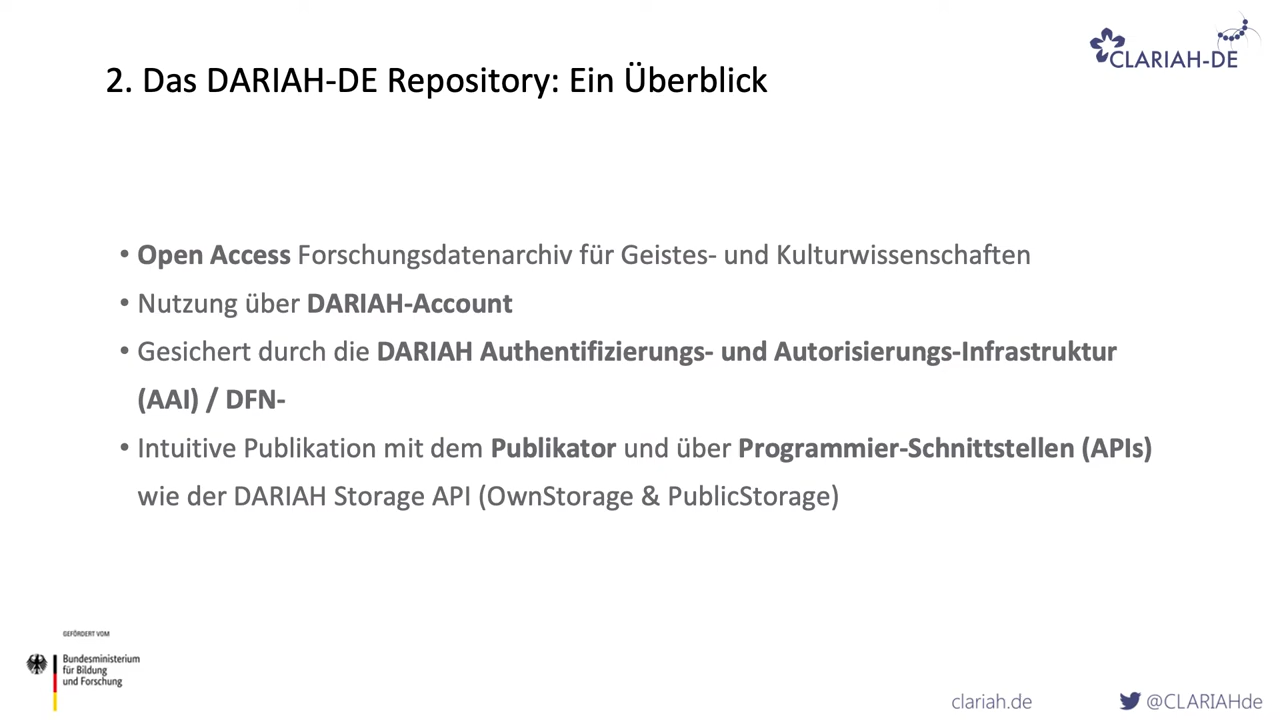 CLARIAH-DE
2. Das DARIAH-DE Repository: Ein Überblick
• Open Access Forschungsdatenarchiv für Geistes- und Kulturwissenschaften
• Nutzung über DARIAH-Account
• Gesichert durch die DARIAH Authentifizierungs- und Autorisierungs-Infrastruktur
(AAI) / DFN-
• Intuitive Publikation mit dem Publikator und über Programmier-Schnittstellen (APIs)
wie der DARIAH Storage API (OwnStorage & PublicStorage)
GEFÖRDERT VOM
Bundesministerium
für Bildung
und Forschung
clariah.de
@CLARIAHde